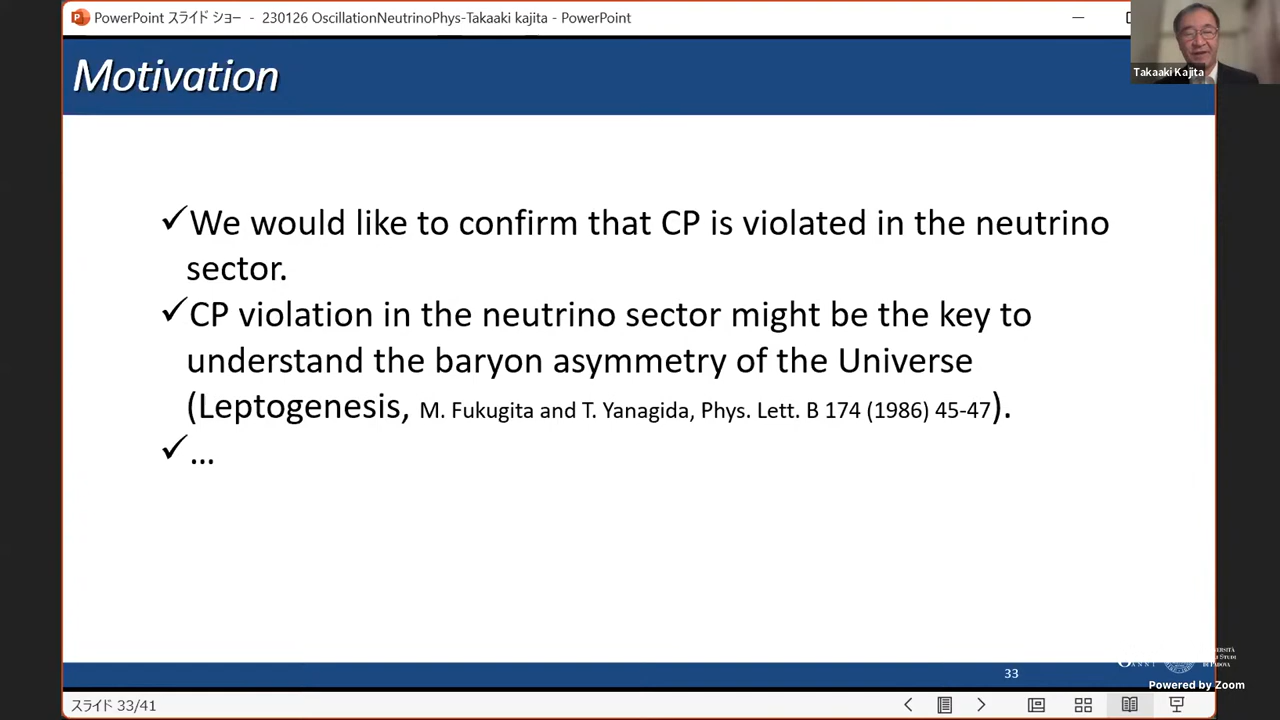 PowerPoint スライド ショー - 230126 OscillationNeutrinoPhys-Takaaki kajita - PowerPoint
Takaaki Kajita
Motivation
✓We would like to confirm that CP is violated in the neutrino
sector.
✓CP violation in the neutrino sector might be the key to
understand the baryon asymmetry of the Universe
(Leptogenesis, M. Fukugita and T. Yanagida, Phys. Lett. B 174 (1986) 45-47).
✓...
33
DI PADOVA
Powered by Zoom
スライド 33/41